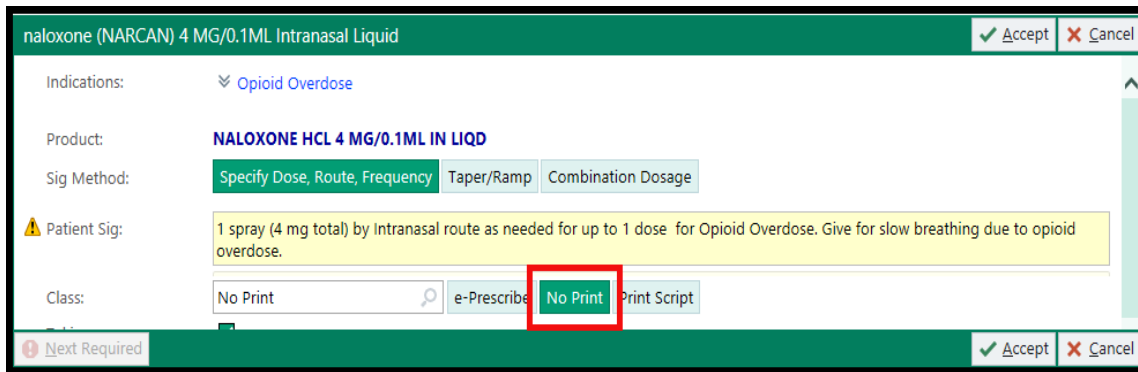 naloxone (NARCAN) 4 MG/0.1ML Intranasal Liquid Accept Cancel
Indications: Opioid Overdose
Product: NALOXONE HCL 4 MG/0.1ML IN LIQD
Sig Method: Specify Dose, Route, Frequency Taper/Ramp Combination Dosage
Patient Sig: 1 spray (4 mg total) by Intranasal route as needed for up to 1 dose for Opioid Overdose. Give for slow breathing due to opioid
overdose.
Class: No Print e-Prescribe No Print Print Script
Next Required Accept Cancel